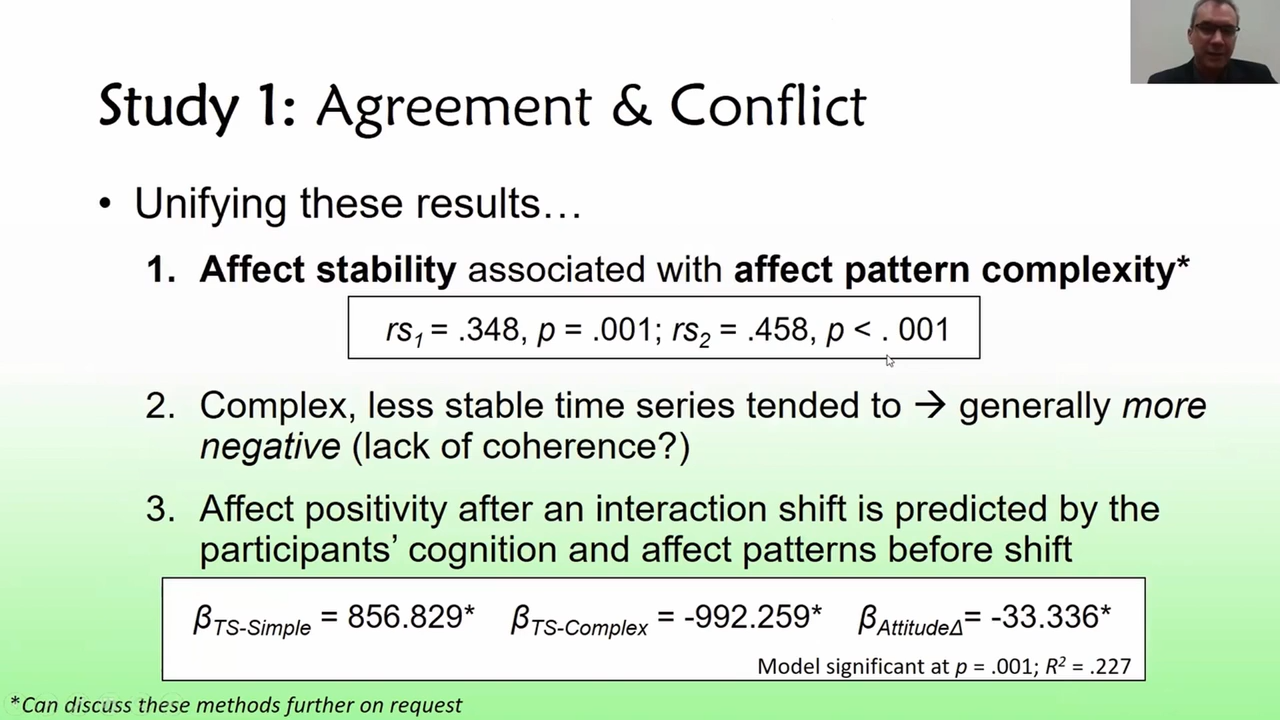 Study 1: Agreement & Conflict
• Unifying these results…
1. Affect stability associated with affect pattern complexity*
rs1 = .348, p = .001; rs2 = .458, p < . 001
2. Complex, less stable time series tended to → generally more
negative (lack of coherence?)
3. Affect positivity after an interaction shift is predicted by the
participants’ cognition and affect patterns before shift
βTS-Simple = 856.829* βTS-Complex = -992.259* βAttitudeΔ= -33.336*
Model significant at p = .001; R² = .227
*Can discuss these methods further on request